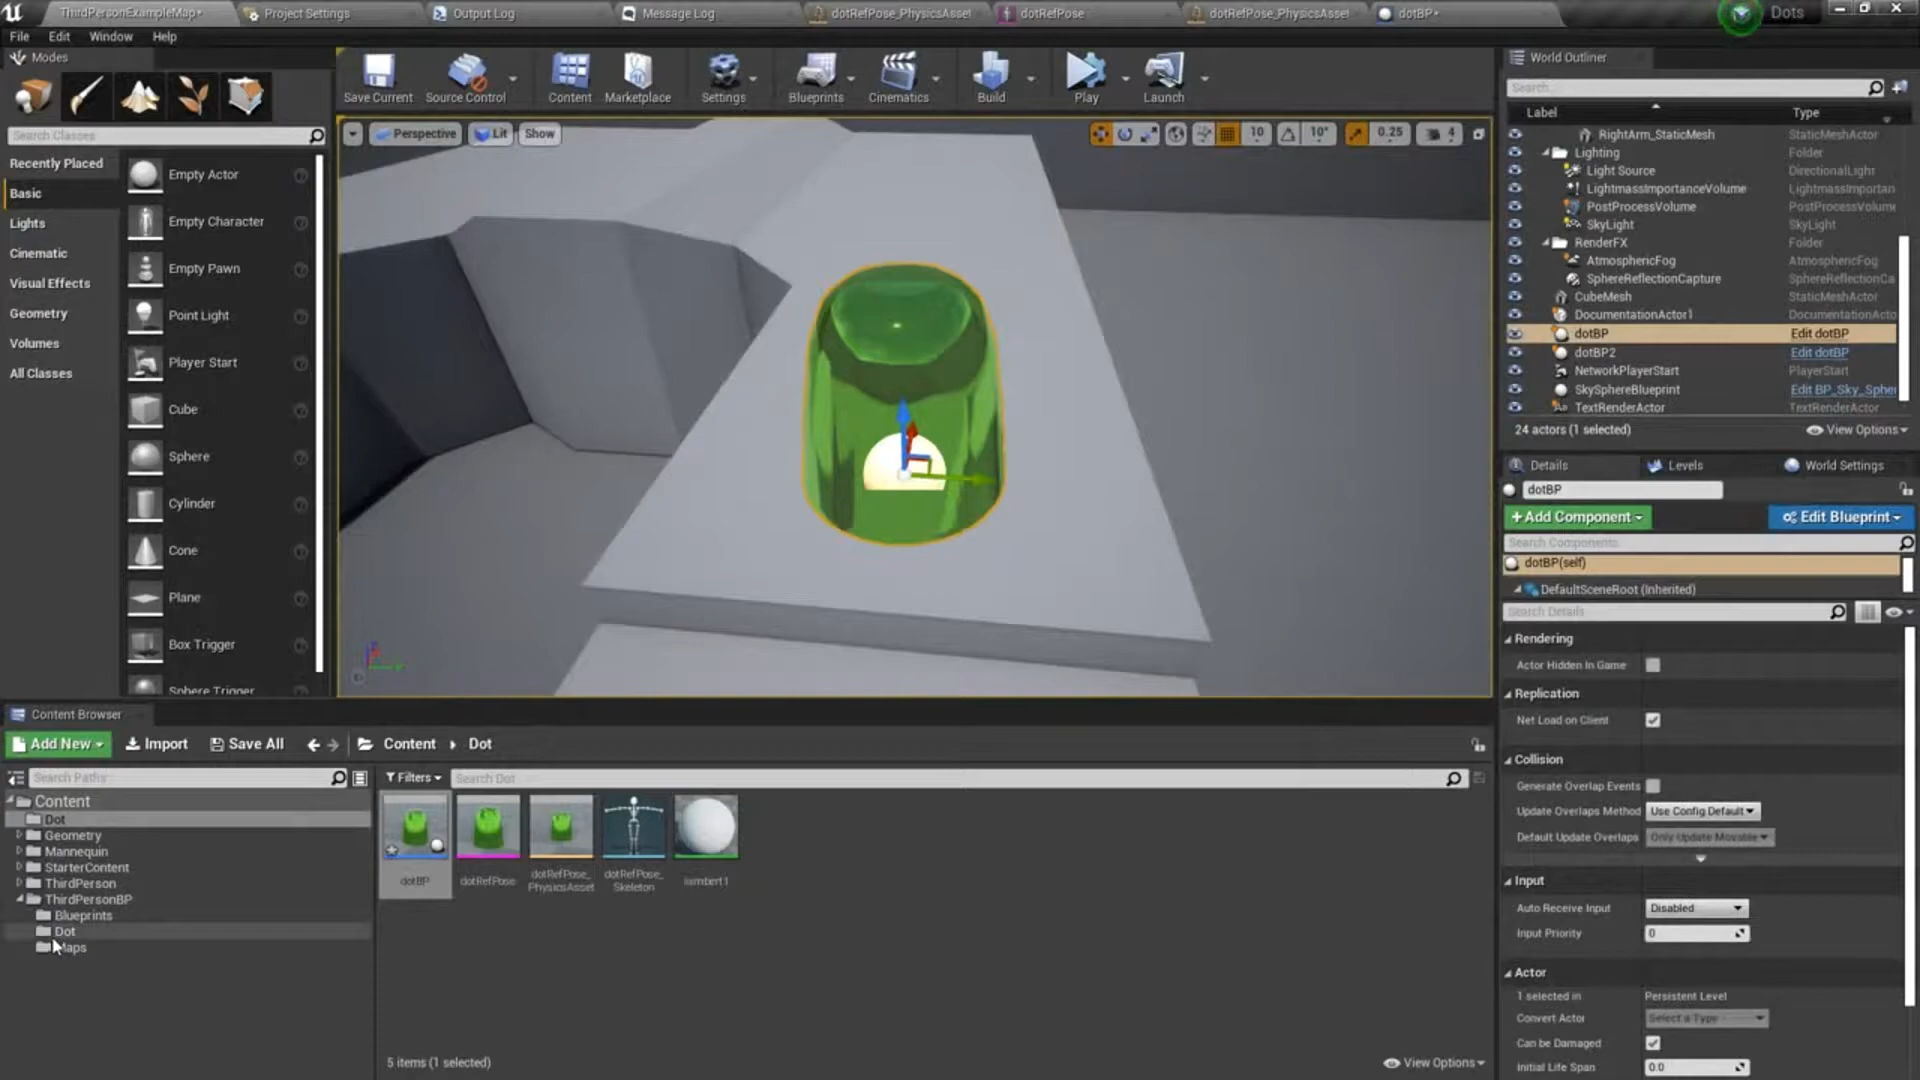 ThirdPersonExampleMap*
Project Settings
Output Log
Message Log
dotRefPose_PhysicsAsset
dotRefPose
dotRefPose_PhysicsAsset
dotBP*
Dots
File
Edit
Window
Help
Modes
Search Classes
Recently Placed
Basic
Lights
Cinematic
Visual Effects
Geometry
Volumes
All Classes
Empty Actor
Empty Character
Empty Pawn
Point Light
Player Start
Cube
Sphere
Cylinder
Cone
Plane
Box Trigger
Sphere Trigger
Save Current
Source Control
Content
Marketplace
Settings
Blueprints
Cinematics
Build
Play
Launch
Perspective
Lit
Show
10
10°
0.25
4
World Outliner
Search...
Label
Type
RightArm_StaticMesh
StaticMeshActor
Lighting
Folder
Light Source
DirectionalLight
LightmassImportanceVolume
LightmassImportan
PostProcessVolume
PostProcessVolume
SkyLight
SkyLight
RenderFX
Folder
AtmosphericFog
AtmosphericFog
SphereReflectionCapture
SphereReflectionCa
CubeMesh
StaticMeshActor
DocumentationActor1
DocumentationActo
dotBP
Edit dotBP
dotBP2
Edit dotBP
NetworkPlayerStart
PlayerStart
SkySphereBlueprint
Edit BP_Sky_Spher
TextRenderActor
TextRenderActor
24 actors (1 selected)
View Options
Details
Levels
World Settings
dotBP
+Add Component
Edit Blueprint
Search Components
dotBP(self)
DefaultSceneRoot (Inherited)
Search Details
Rendering
Actor Hidden In Game
Replication
Net Load on Client
Collision
Generate Overlap Events
Update Overlaps Method
Use Config Default
Default Update Overlaps
Only Update Movable
Input
Auto Receive Input
Disabled
Input Priority
0
Actor
1 selected in
Persistent Level
Convert Actor
Select a Type
Can be Damaged
Initial Life Span
0.0
Content Browser
Add New
Import
Save All
Content
Dot
Search Paths
Filters
Search Dot
Content
Dot
Geometry
Mannequin
StarterContent
ThirdPerson
ThirdPersonBP
Blueprints
Dot
Maps
dotBP
dotRefPose
dotRefPose_
PhysicsAsset
dotRefPose_
Skeleton
lambert1
5 items (1 selected)
View Options